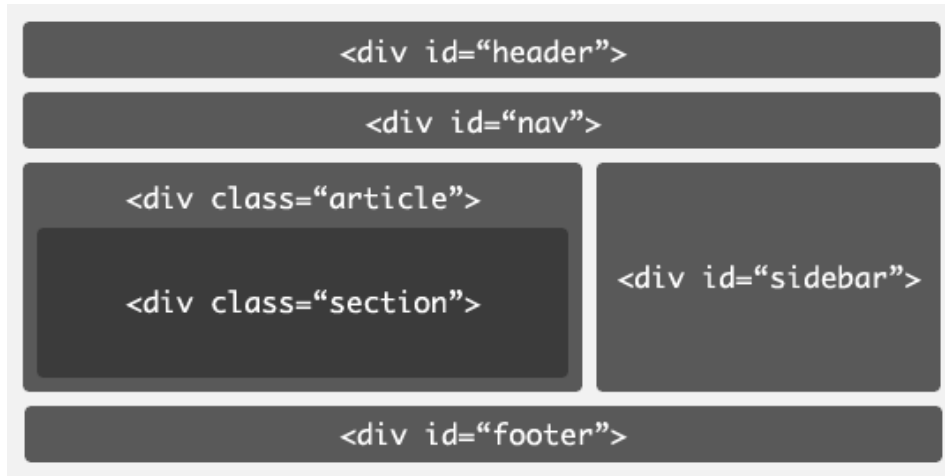 <div id=“header”>
<div id=“nav”>
<div class=“article”>
<div class=“section”>
<div id=“sidebar”>
<div id=“footer”>